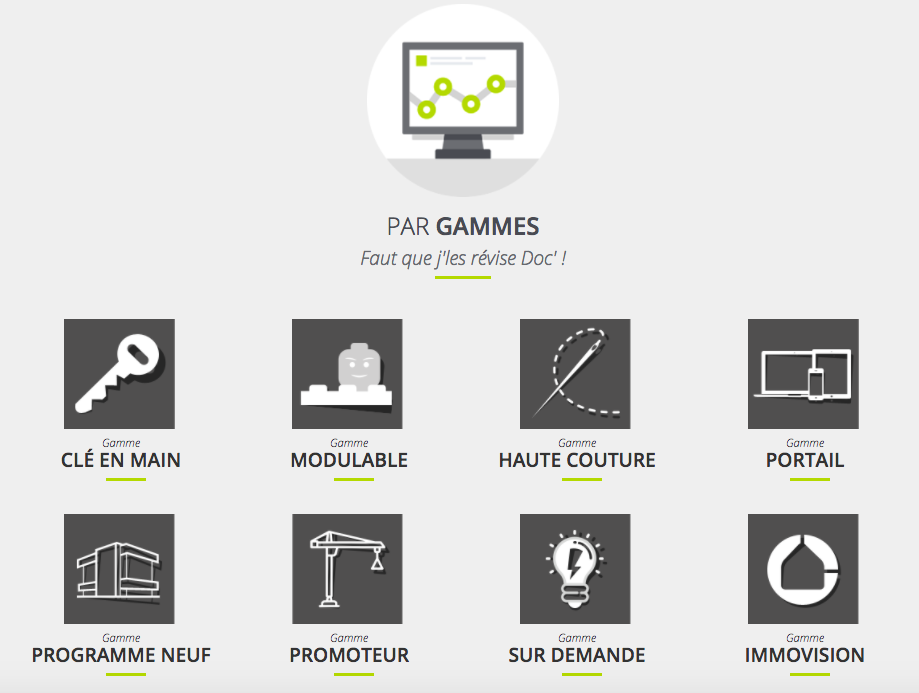 PAR GAMMES
Faut que j'les révise Doc' !
Gamme
CLÉ EN MAIN
Gamme
MODULABLE
Gamme
HAUTE COUTURE
Gamme
PORTAIL
Gamme
PROGRAMME NEUF
Gamme
PROMOTEUR
Gamme
SUR DEMANDE
Gamme
IMMOVISION